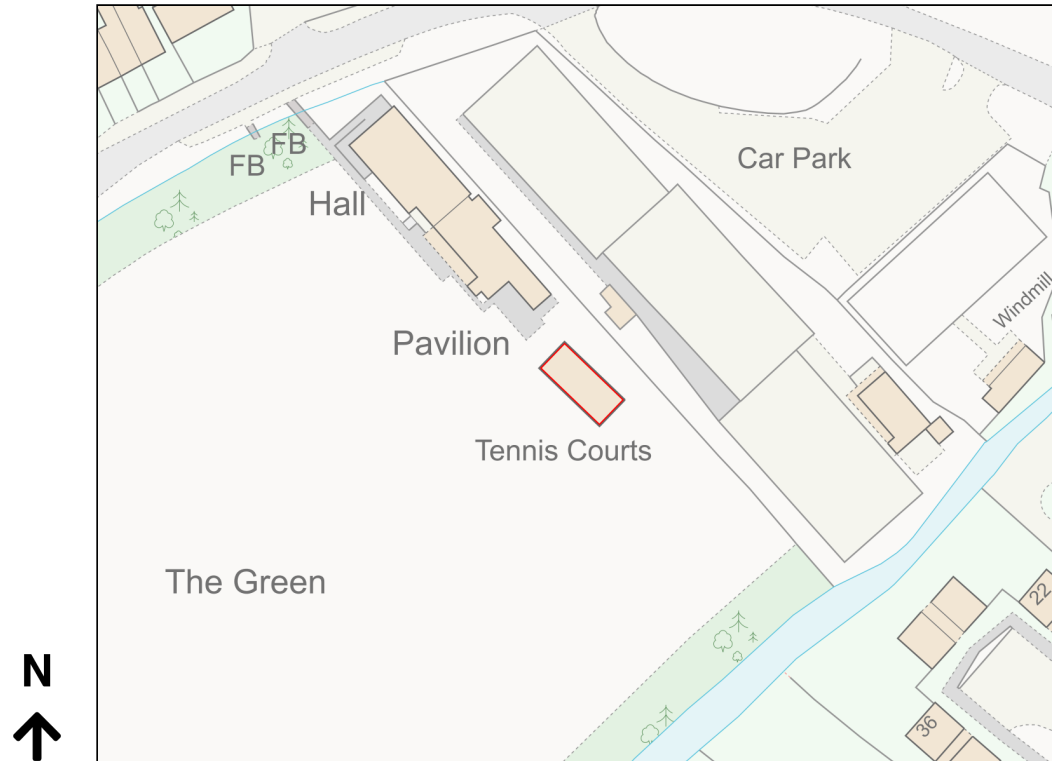 FB
FB
Car Park
Hall
Windmill
Pavilion
Tennis Courts
The Green
22
N
36